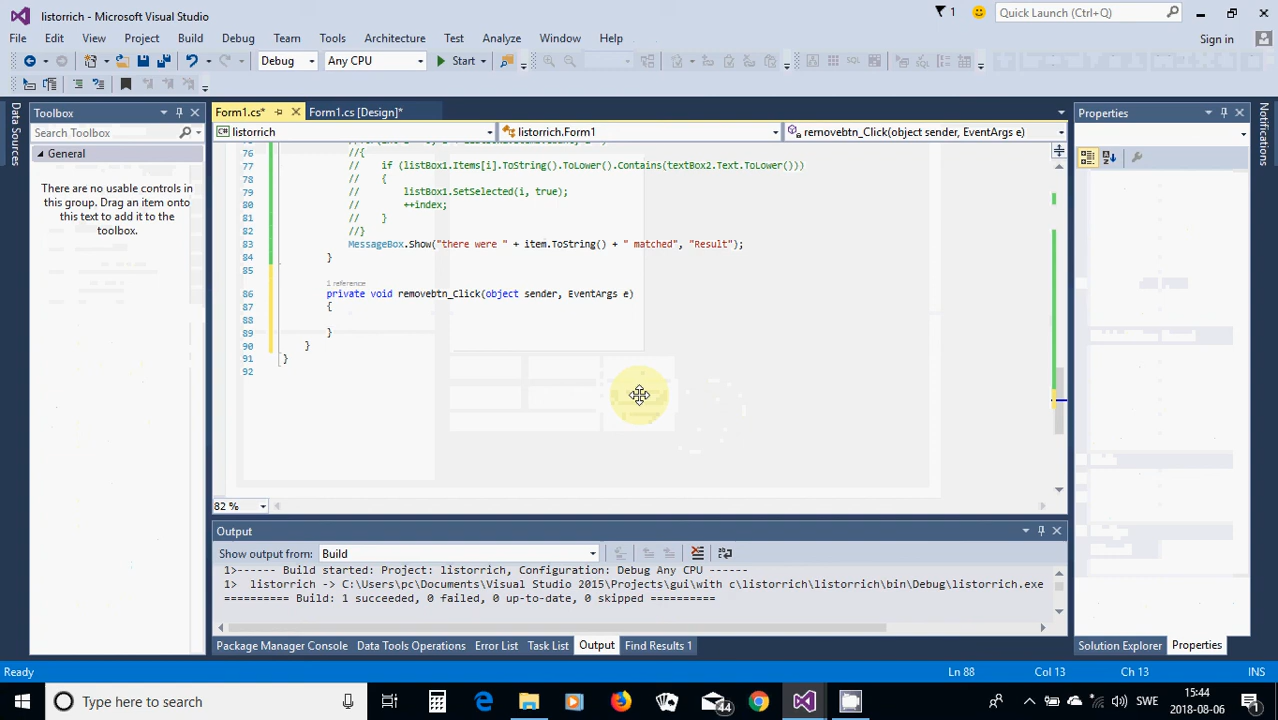 listorrich - Microsoft Visual Studio
1
Quick Launch (Ctrl+Q)
File Edit View Project Build Debug Team Tools Architecture Test Analyze Window Help
Sign in
Debug Any CPU Start
Toolbox
Form1.cs* Form1.cs [Design]*
Properties
Data Sources
Notifications
Search Toolbox
listorrich listorrich.Form1 removebtn_Click(object sender, EventArgs e)
General
There are no usable controls in
this group. Drag an item onto
this text to add it to the
toolbox.
76 //{
77 // if (listBox1.Items[i].ToString().ToLower().Contains(textBox2.Text.ToLower()))
78 // {
79 // listBox1.SetSelected(i, true);
80 // ++index;
81 // }
82 //}
83 MessageBox.Show("there were " + item.ToString() + " matched", "Result");
84 }
85
1 reference
86 private void removebtn_Click(object sender, EventArgs e)
87 {
88
89 }
90 }
91 }
92
82 %
Output
Show output from: Build
1>------ Build started: Project: listorrich, Configuration: Debug Any CPU ------
1> listorrich -> C:\Users\pc\Documents\Visual Studio 2015\Projects\gui\with c\listorrich\listorrich\bin\Debug\listorrich.exe
========== Build: 1 succeeded, 0 failed, 0 up-to-date, 0 skipped ==========
Package Manager Console Data Tools Operations Error List Task List Output Find Results 1
Solution Explorer Properties
Ready Ln 88 Col 13 Ch 13 INS
Type here to search
44
SWE
15:44
2018-08-06
1